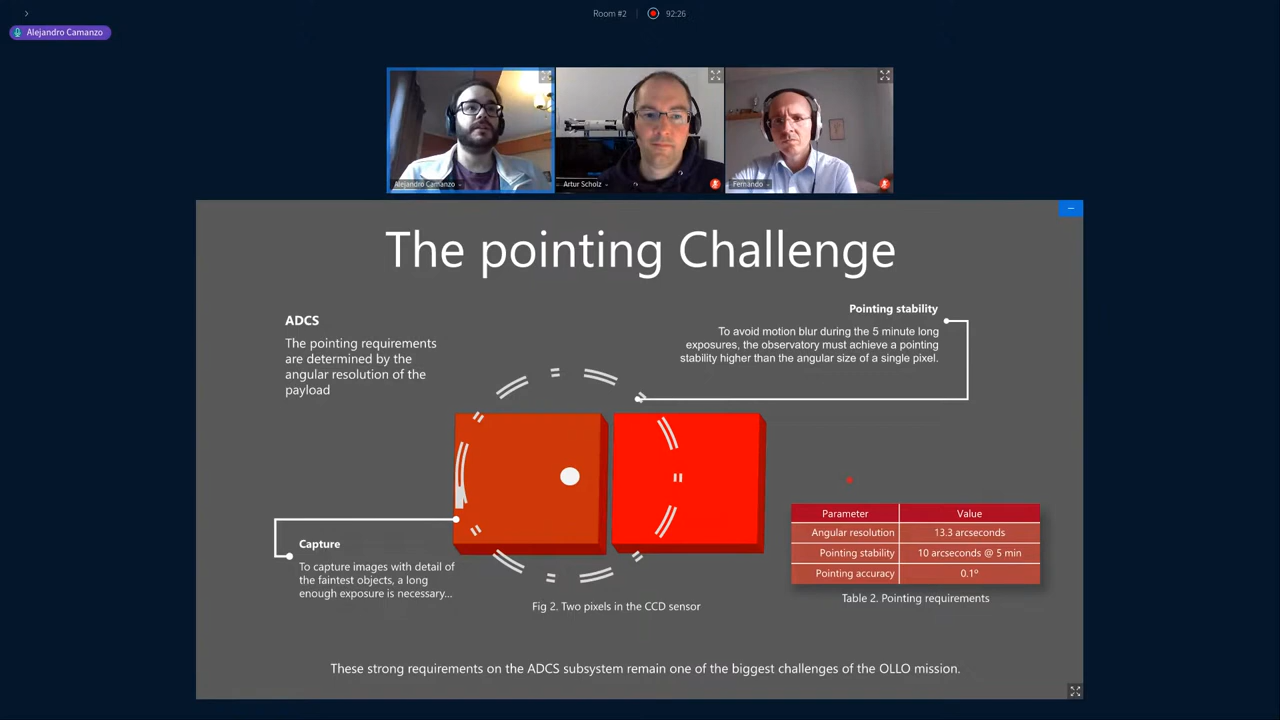 Room #2
92:26
Alejandro Camanzo
Alejandro Camanzo
Artur Scholz
Fernando
The pointing Challenge
ADCS
The pointing requirements
are determined by the
angular resolution of the
payload
Pointing stability
To avoid motion blur during the 5 minute long
exposures, the observatory must achieve a pointing
stability higher than the angular size of a single pixel.
Capture
To capture images with detail of
the faintest objects, a long
enough exposure is necessary...
Fig 2. Two pixels in the CCD sensor
Parameter Value
Angular resolution 13.3 arcseconds
Pointing stability 10 arcseconds @ 5 min
Pointing accuracy 0.1º
Table 2. Pointing requirements
These strong requirements on the ADCS subsystem remain one of the biggest challenges of the OLLO mission.